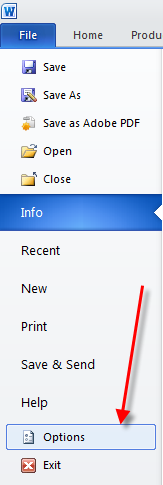 File Home Produ
Save
Save As
Save as Adobe PDF
Open
Close
Info
Recent
New
Print
Save & Send
Help
Options
Exit